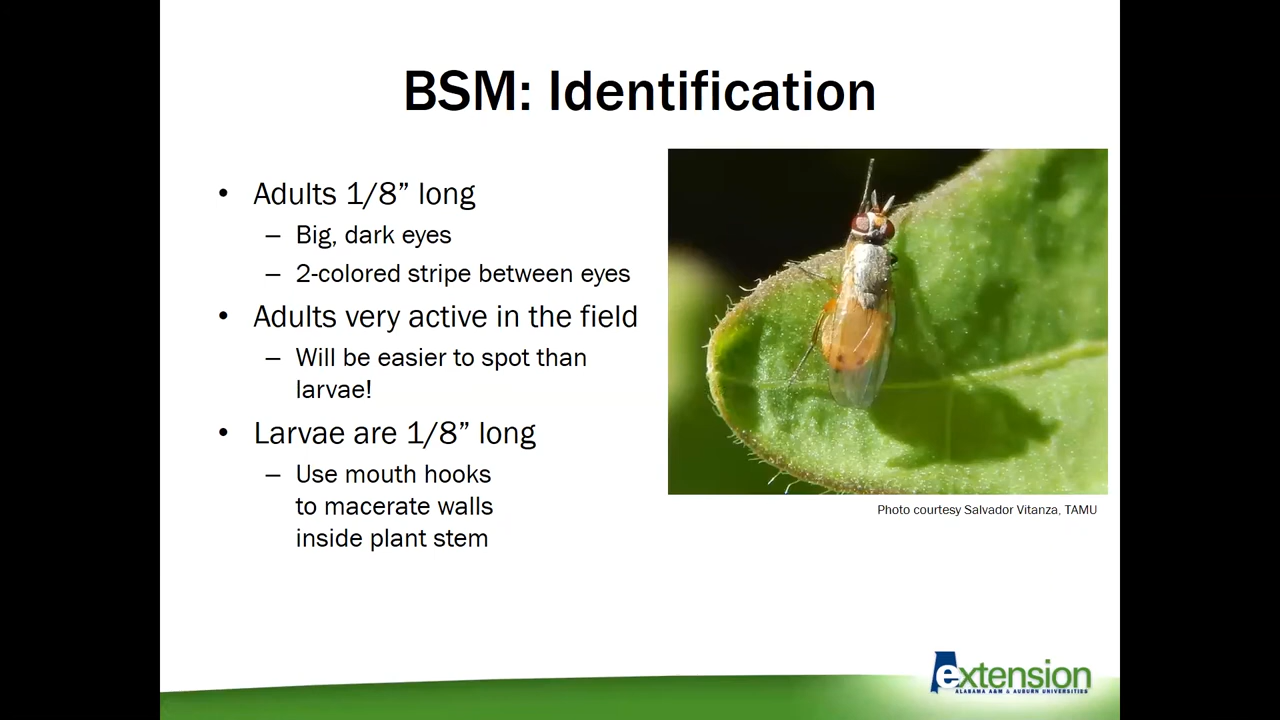 BSM: Identification
• Adults 1/8” long
– Big, dark eyes
– 2-colored stripe between eyes
• Adults very active in the field
– Will be easier to spot than
larvae!
• Larvae are 1/8” long
– Use mouth hooks
to macerate walls
inside plant stem
Photo courtesy Salvador Vitanza, TAMU
extension
ALABAMA A&M & AUBURN UNIVERSITIES